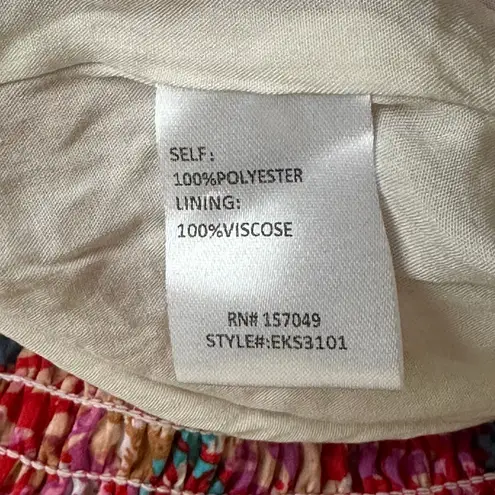 SELF:
100%POLYESTER
LINING:
100%VISCOSE
RN# 157049
STYLE#:EKS3101